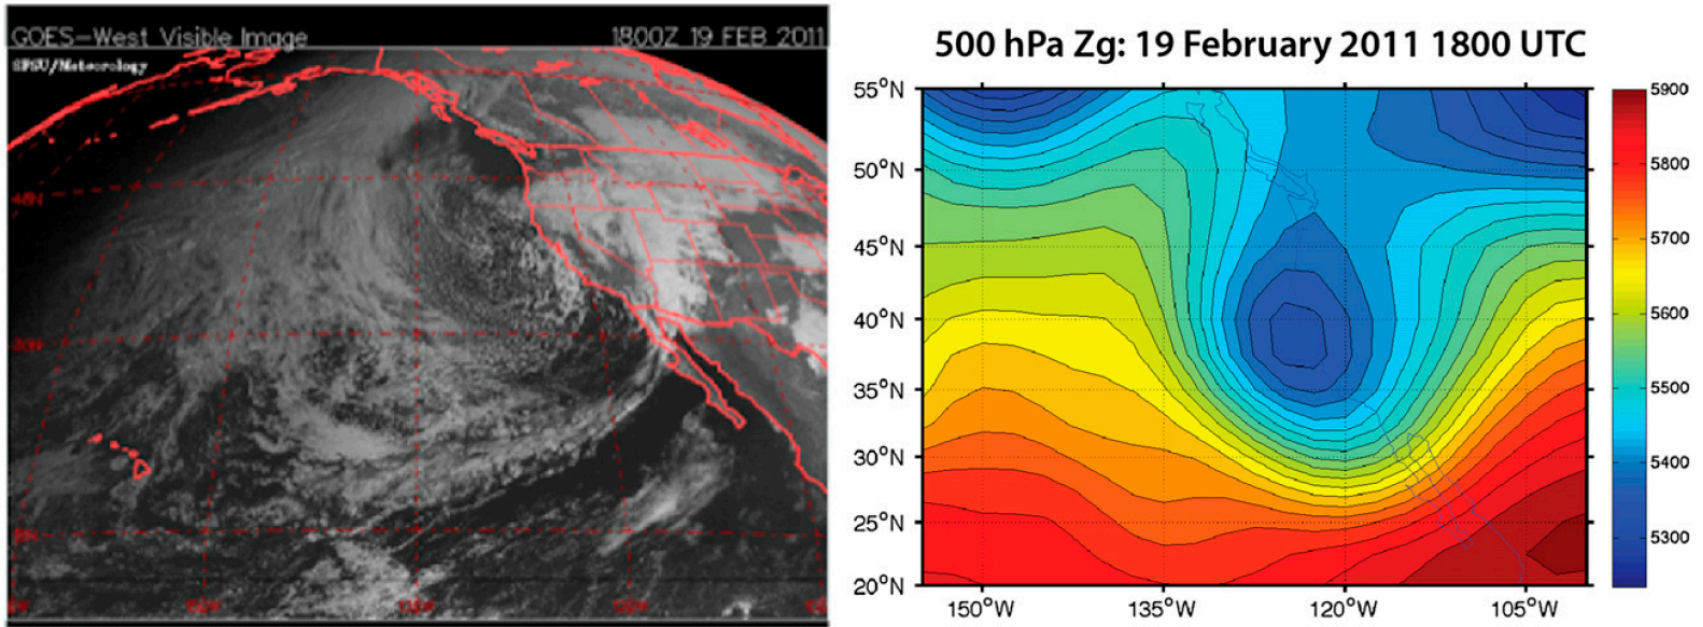 GOES-West Visible Image 1800Z 19 FEB 2011
SFSU/Meteorology
500 hPa Zg: 19 February 2011 1800 UTC
55°N
50°N
45°N
40°N
35°N
30°N
25°N
20°N
150°W 135°W 120°W 105°W
5900
5800
5700
5600
5500
5400
5300